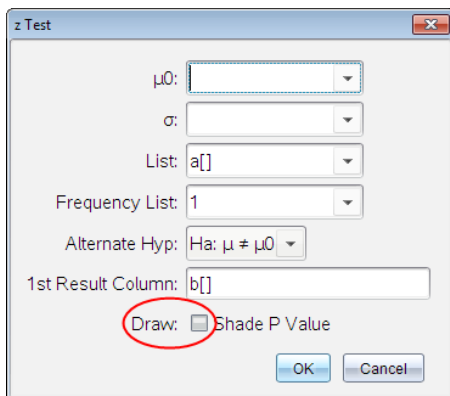 z Test
μ0:
σ:
List: a[]
Frequency List: 1
Alternate Hyp: Ha: μ ≠ μ0
1st Result Column: b[]
Draw: Shade P Value
OK Cancel